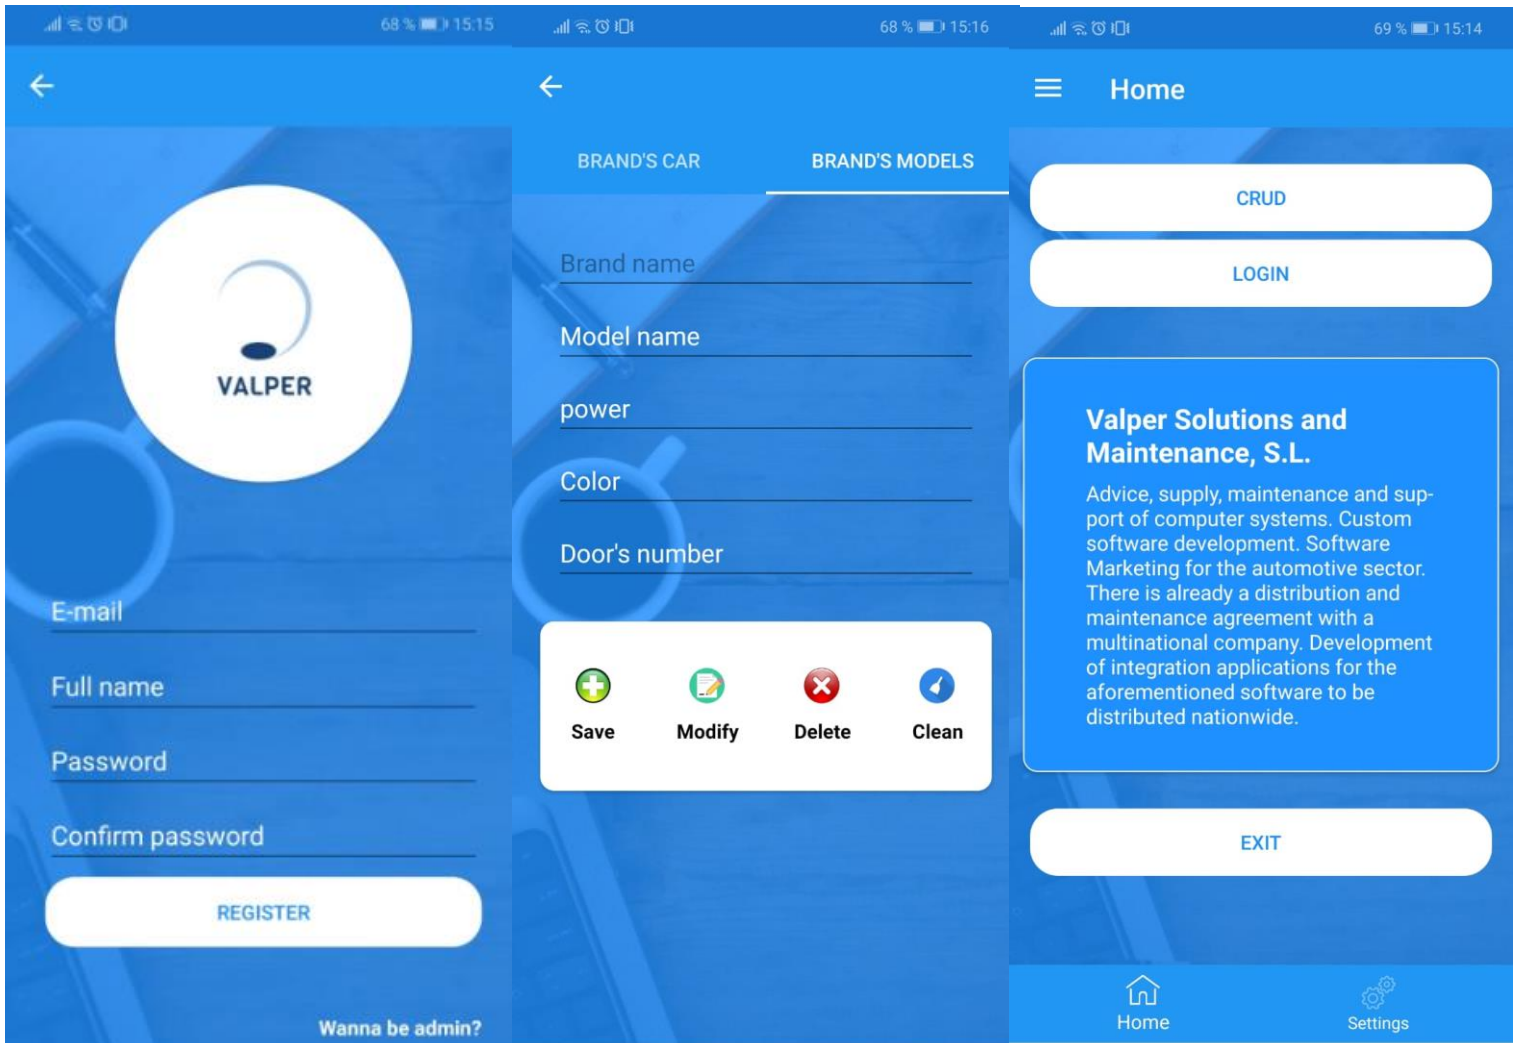 68 % 15:15
VALPER
E-mail
Full name
Password
Confirm password
REGISTER
Wanna be admin?
68 % 15:16
BRAND'S CAR BRAND'S MODELS
Brand name
Model name
power
Color
Door's number
Save Modify Delete Clean
69 % 15:14
Home
CRUD
LOGIN
Valper Solutions and
Maintenance, S.L.
Advice, supply, maintenance and sup-
port of computer systems. Custom
software development. Software
Marketing for the automotive sector.
There is already a distribution and
maintenance agreement with a
multinational company. Development
of integration applications for the
aforementioned software to be
distributed nationwide.
EXIT
Home Settings